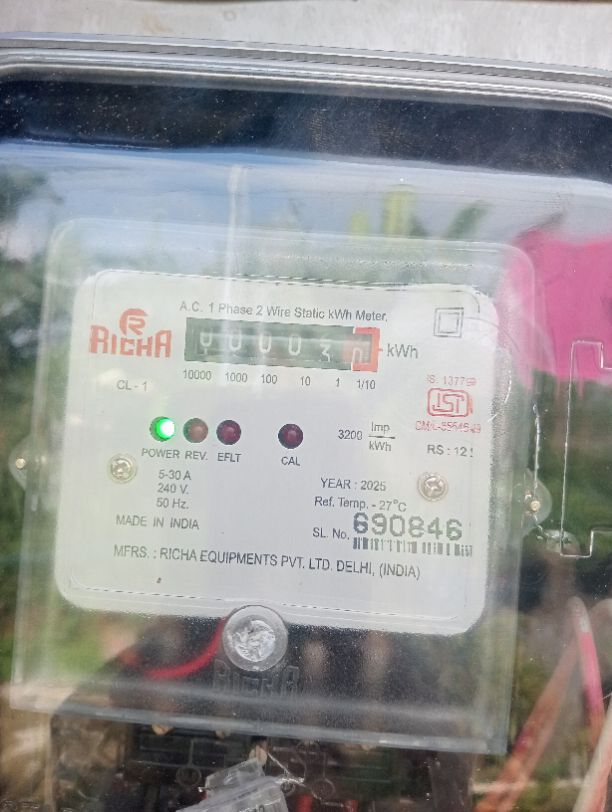 A.C. 1 Phase 2 Wire Static kWh Meter.
R
RICHA
kWh
10000 1000 100 10 1 1/10
CL - 1
ISI
3200 Imp/kWh
POWER REV. EFLT CAL
5-30 A
240 V.
50 Hz.
YEAR : 2025
Ref. Temp. - 27°C
MADE IN INDIA
SL. No. 690846
MFRS. : RICHA EQUIPMENTS PVT. LTD. DELHI, (INDIA)
RICHA